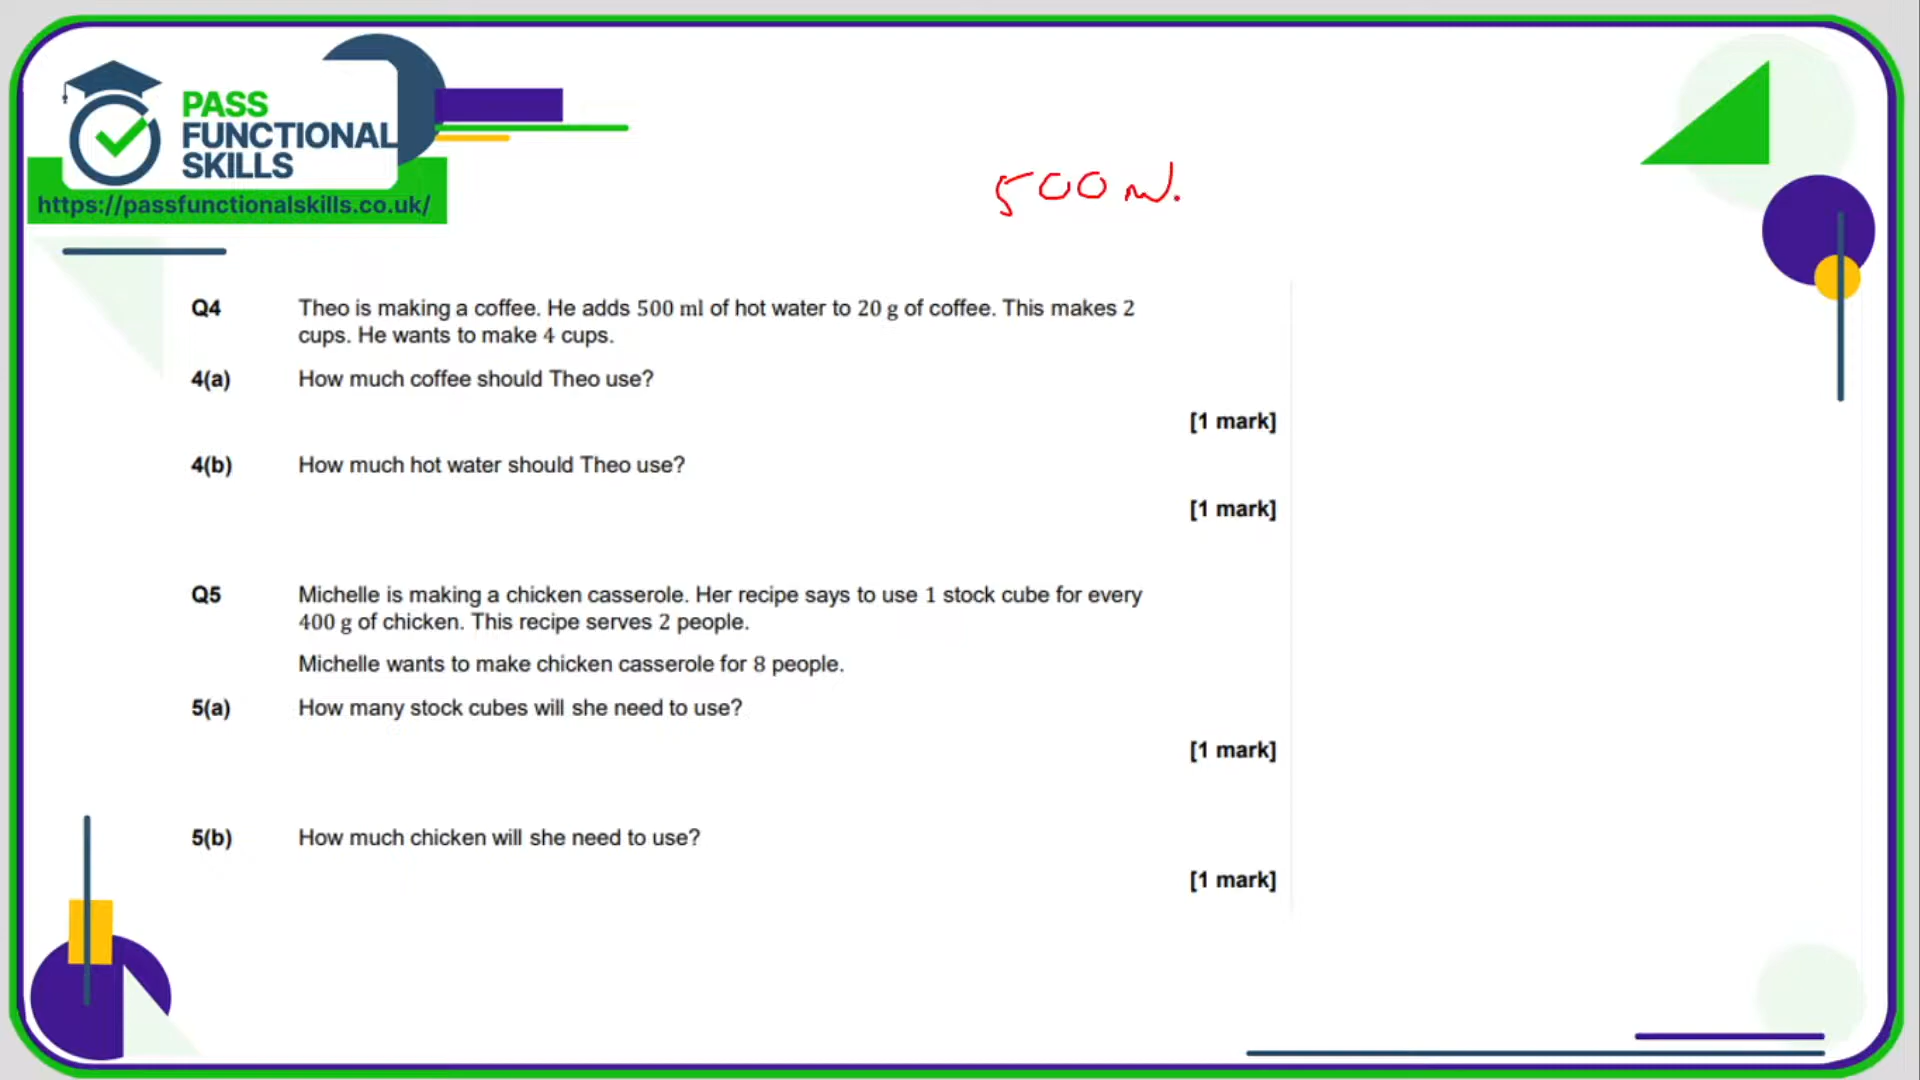 PASS
FUNCTIONAL
SKILLS
https://passfunctionalskills.co.uk/
500 ml.
Q4 Theo is making a coffee. He adds 500 ml of hot water to 20 g of coffee. This makes 2
cups. He wants to make 4 cups.
4(a) How much coffee should Theo use?
[1 mark]
4(b) How much hot water should Theo use?
[1 mark]
Q5 Michelle is making a chicken casserole. Her recipe says to use 1 stock cube for every
400 g of chicken. This recipe serves 2 people.
Michelle wants to make chicken casserole for 8 people.
5(a) How many stock cubes will she need to use?
[1 mark]
5(b) How much chicken will she need to use?
[1 mark]